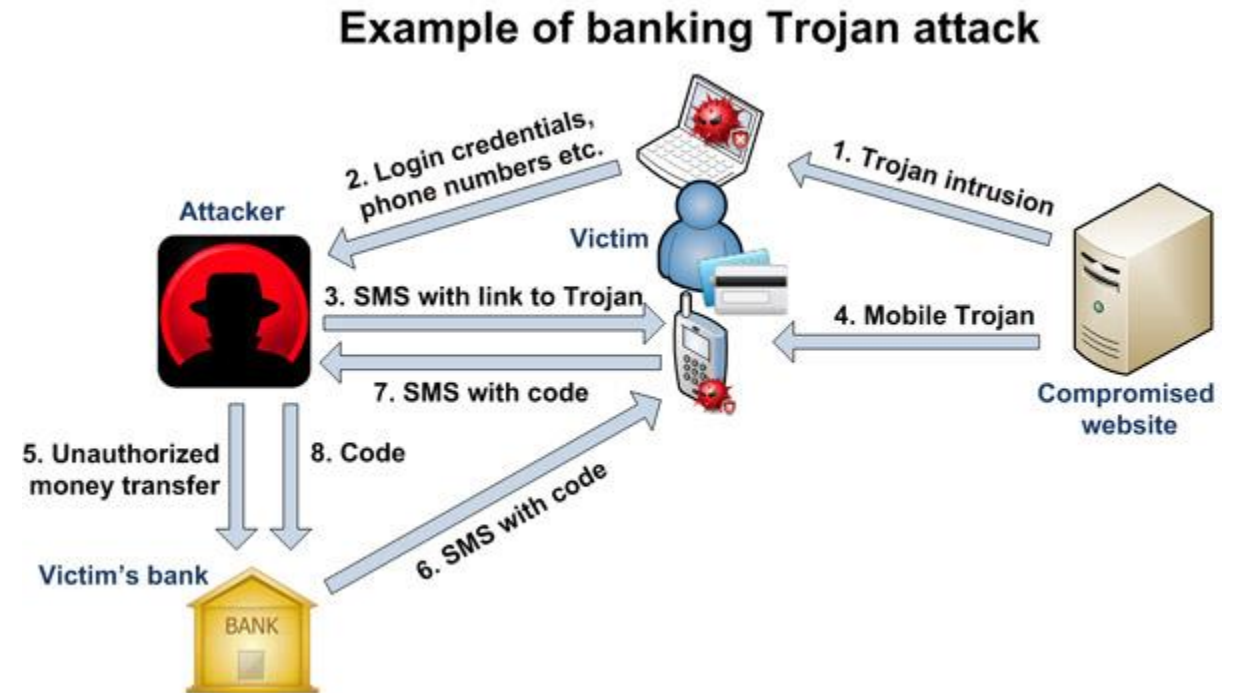 Example of banking Trojan attack
2. Login credentials,
phone numbers etc.
1. Trojan intrusion
Attacker
Victim
3. SMS with link to Trojan
4. Mobile Trojan
7. SMS with code
Compromised
website
5. Unauthorized
money transfer
8. Code
6. SMS with code
Victim's bank
BANK